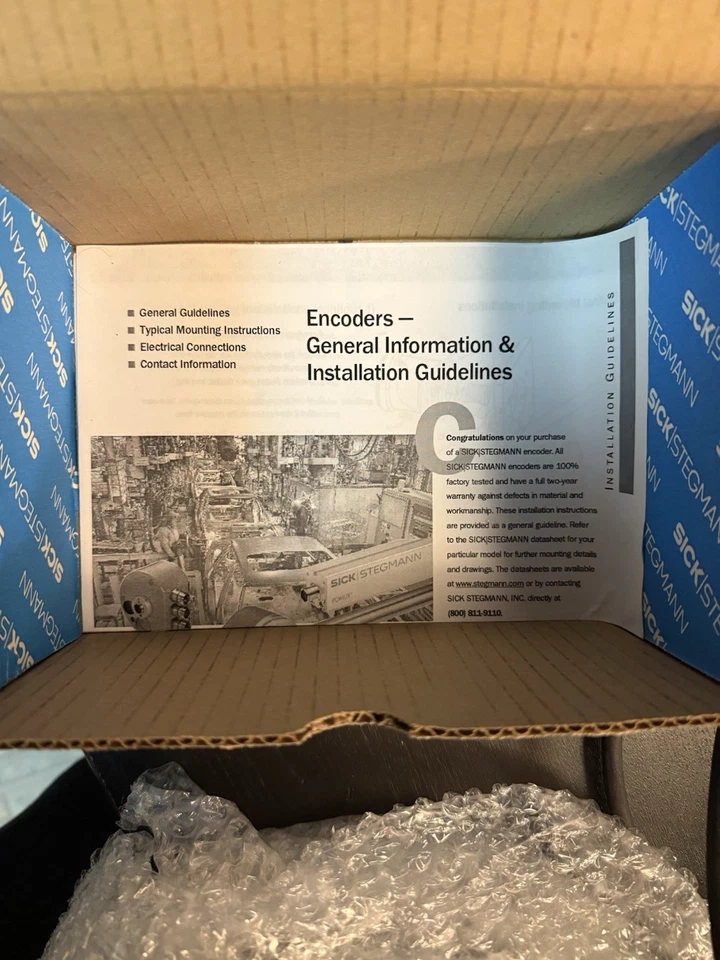 General Guidelines
Typical Mounting Instructions
Electrical Connections
Contact Information
Encoders —
General Information &
Installation Guidelines
INSTALLATION GUIDELINES
C
Congratulations on your purchase
of a SICK|STEGMANN encoder. All
SICK|STEGMANN encoders are 100%
factory tested and have a full two-year
warranty against defects in material and
workmanship. These installation instructions
are provided as a general guideline. Refer
to the SICK|STEGMANN datasheet for your
particular model for further mounting details
and drawings. The datasheets are available
at www.stegmann.com or by contacting
SICK STEGMANN, INC. directly at
(800) 811-9110.
SICK|STEGMANN
SICK|STEGMANN
SICK|STEGMANN
SICK|STEGMANN